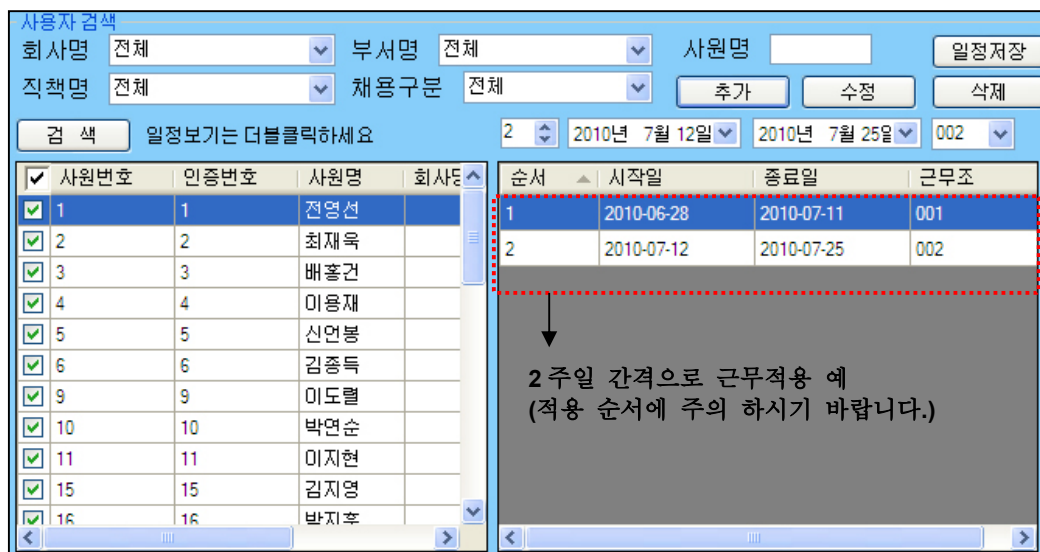 사용자 검색
회사명 전체 부서명 전체 사원명 일정저장
직책명 전체 채용구분 전체 추가 수정 삭제
검 색 일정보기는 더블클릭하세요 2 2010년 7월 12일 2010년 7월 25일 002
사원번호 인증번호 사원명 회사명
1 1 전영선
2 2 최재욱
3 3 배홍건
4 4 이용재
5 5 신언봉
6 6 김종득
9 9 이도렬
10 10 박연순
11 11 이지현
15 15 김지영
16 16 박지훈
순서 시작일 종료일 근무조
1 2010-06-28 2010-07-11 001
2 2010-07-12 2010-07-25 002
2 주일 간격으로 근무적용 예
(적용 순서에 주의 하시기 바랍니다.)